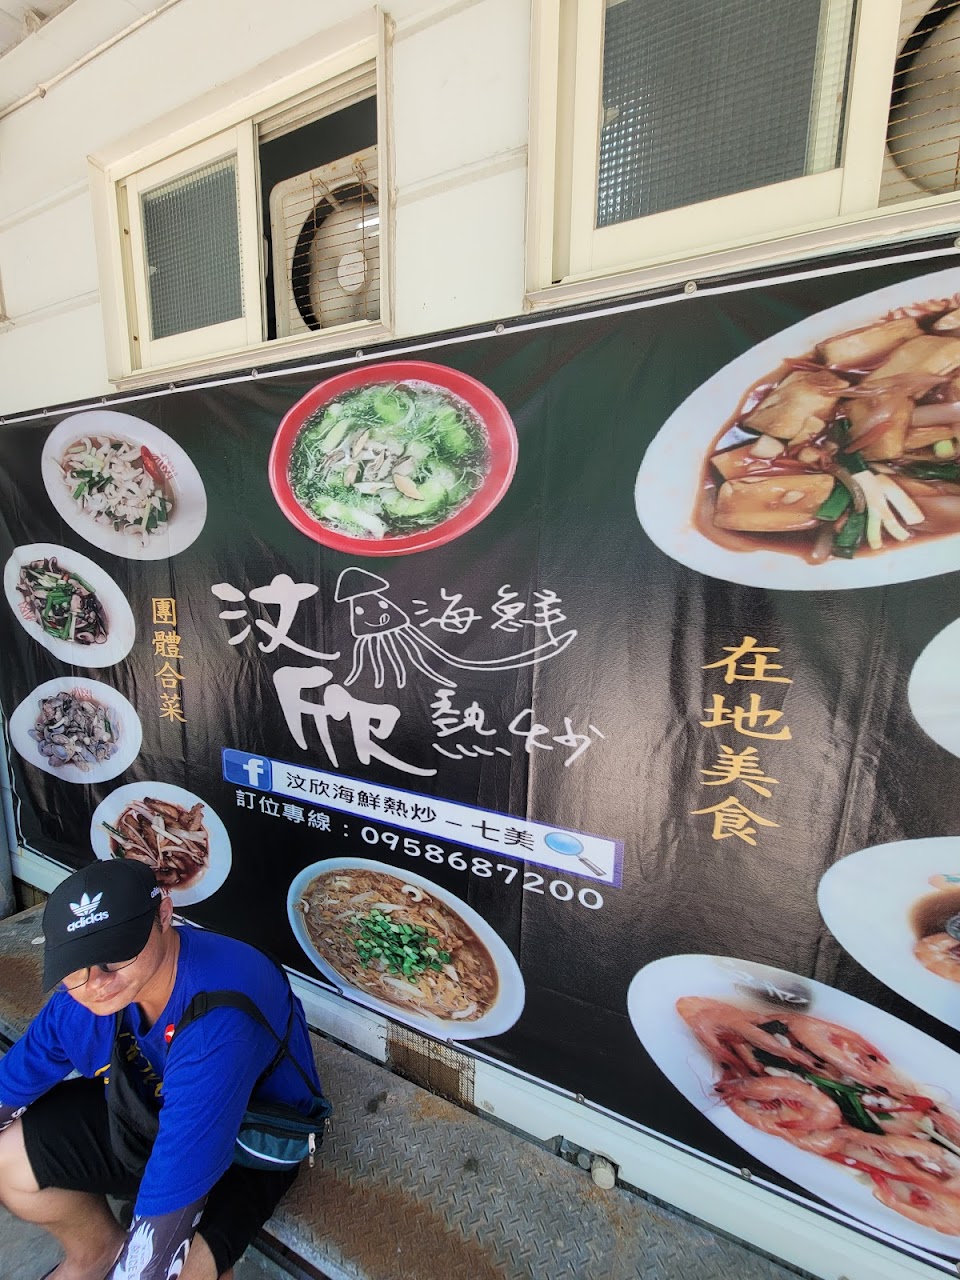 團體合菜
汶欣
海鮮
熱炒
在地美食
f 汶欣海鮮熱炒－七美
訂位專線：0958687200
adidas